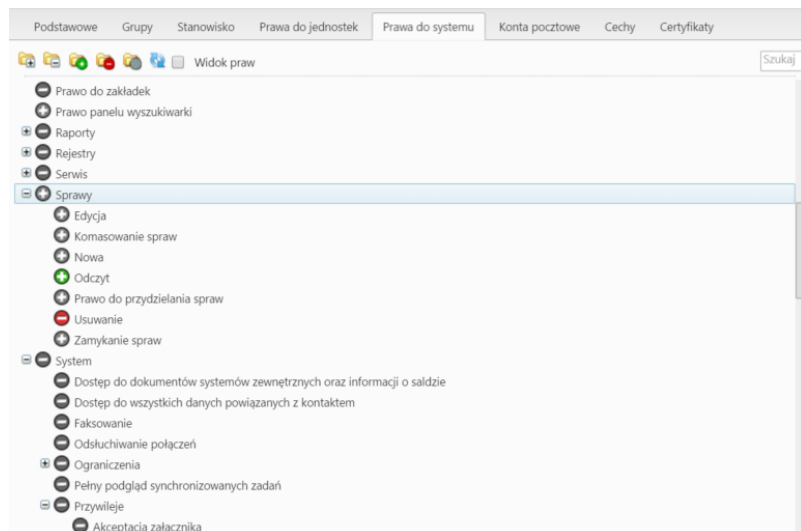 Podstawowe Grupy Stanowisko Prawa do jednostek Prawa do systemu Konta pocztowe Cechy Certyfikaty
Widok praw Szukaj
Prawo do zakładek
Prawo panelu wyszukiwarki
Raporty
Rejestry
Serwis
Sprawy
Edycja
Komasowanie spraw
Nowa
Odczyt
Prawo do przydzielania spraw
Usuwanie
Zamykanie spraw
System
Dostęp do dokumentów systemów zewnętrznych oraz informacji o saldzie
Dostęp do wszystkich danych powiązanych z kontaktem
Faksowanie
Odsłuchiwanie połączeń
Ograniczenia
Pełny podgląd synchronizowanych zadań
Przywileje
Akceptacja załącznika